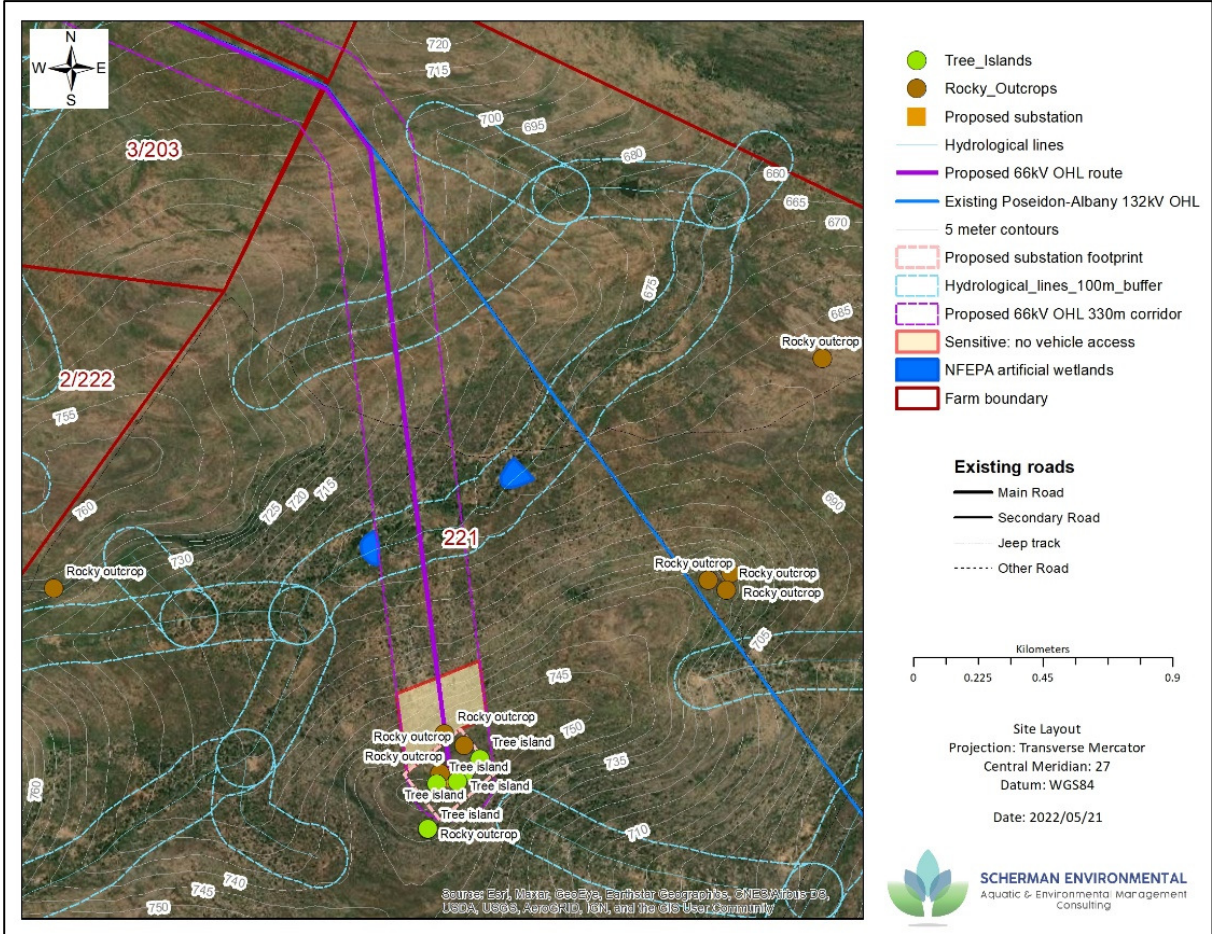 N
W E
S
720
715
700
695
3/203
680
660
665
670
675
685
Rocky outcrop
2/222
755
715
720
725
690
760
221
730
Rocky outcrop
Rocky outcrop
Rocky outcrop
705
745
Rocky outcrop
750
Rocky outcrop
Tree island
Rocky outcrop
735
Tree island
Tree island
760
Tree island
Tree island
710
Rocky outcrop
740
745
750
Source: Esri, Maxar, GeoEye, Earthstar Geographics, CNES/Airbus DS,
USDA, USGS, AeroGRID, IGN, and the GIS User Community
Tree_Islands
Rocky_Outcrops
Proposed substation
Hydrological lines
Proposed 66kV OHL route
Existing Poseidon-Albany 132kV OHL
5 meter contours
Proposed substation footprint
Hydrological_lines_100m_buffer
Proposed 66kV OHL 330m corridor
Sensitive: no vehicle access
NFEPA artificial wetlands
Farm boundary
Existing roads
Main Road
Secondary Road
Jeep track
Other Road
Kilometers
0 0.225 0.45 0.9
Site Layout
Projection: Transverse Mercator
Central Meridian: 27
Datum: WGS84
Date: 2022/05/21
SCHERMAN ENVIRONMENTAL
Aquatic & Environmental Management
Consulting